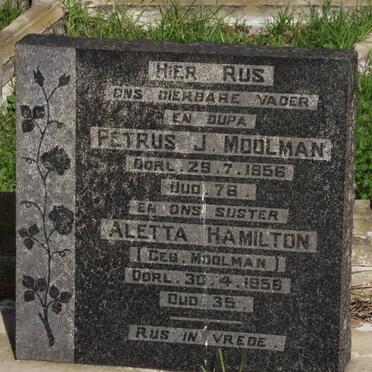 HIER RUS
ONS DIERBARE VADER
EN OUPA
PETRUS J. MOOLMAN
OORL. 29.7.1956
OUD 76.
EN ONS SUSTER
ALETTA HAMILTON
(GEB. MOOLMAN)
OORL. 30.4.1956
OUD 35.
RUS IN VREDE.